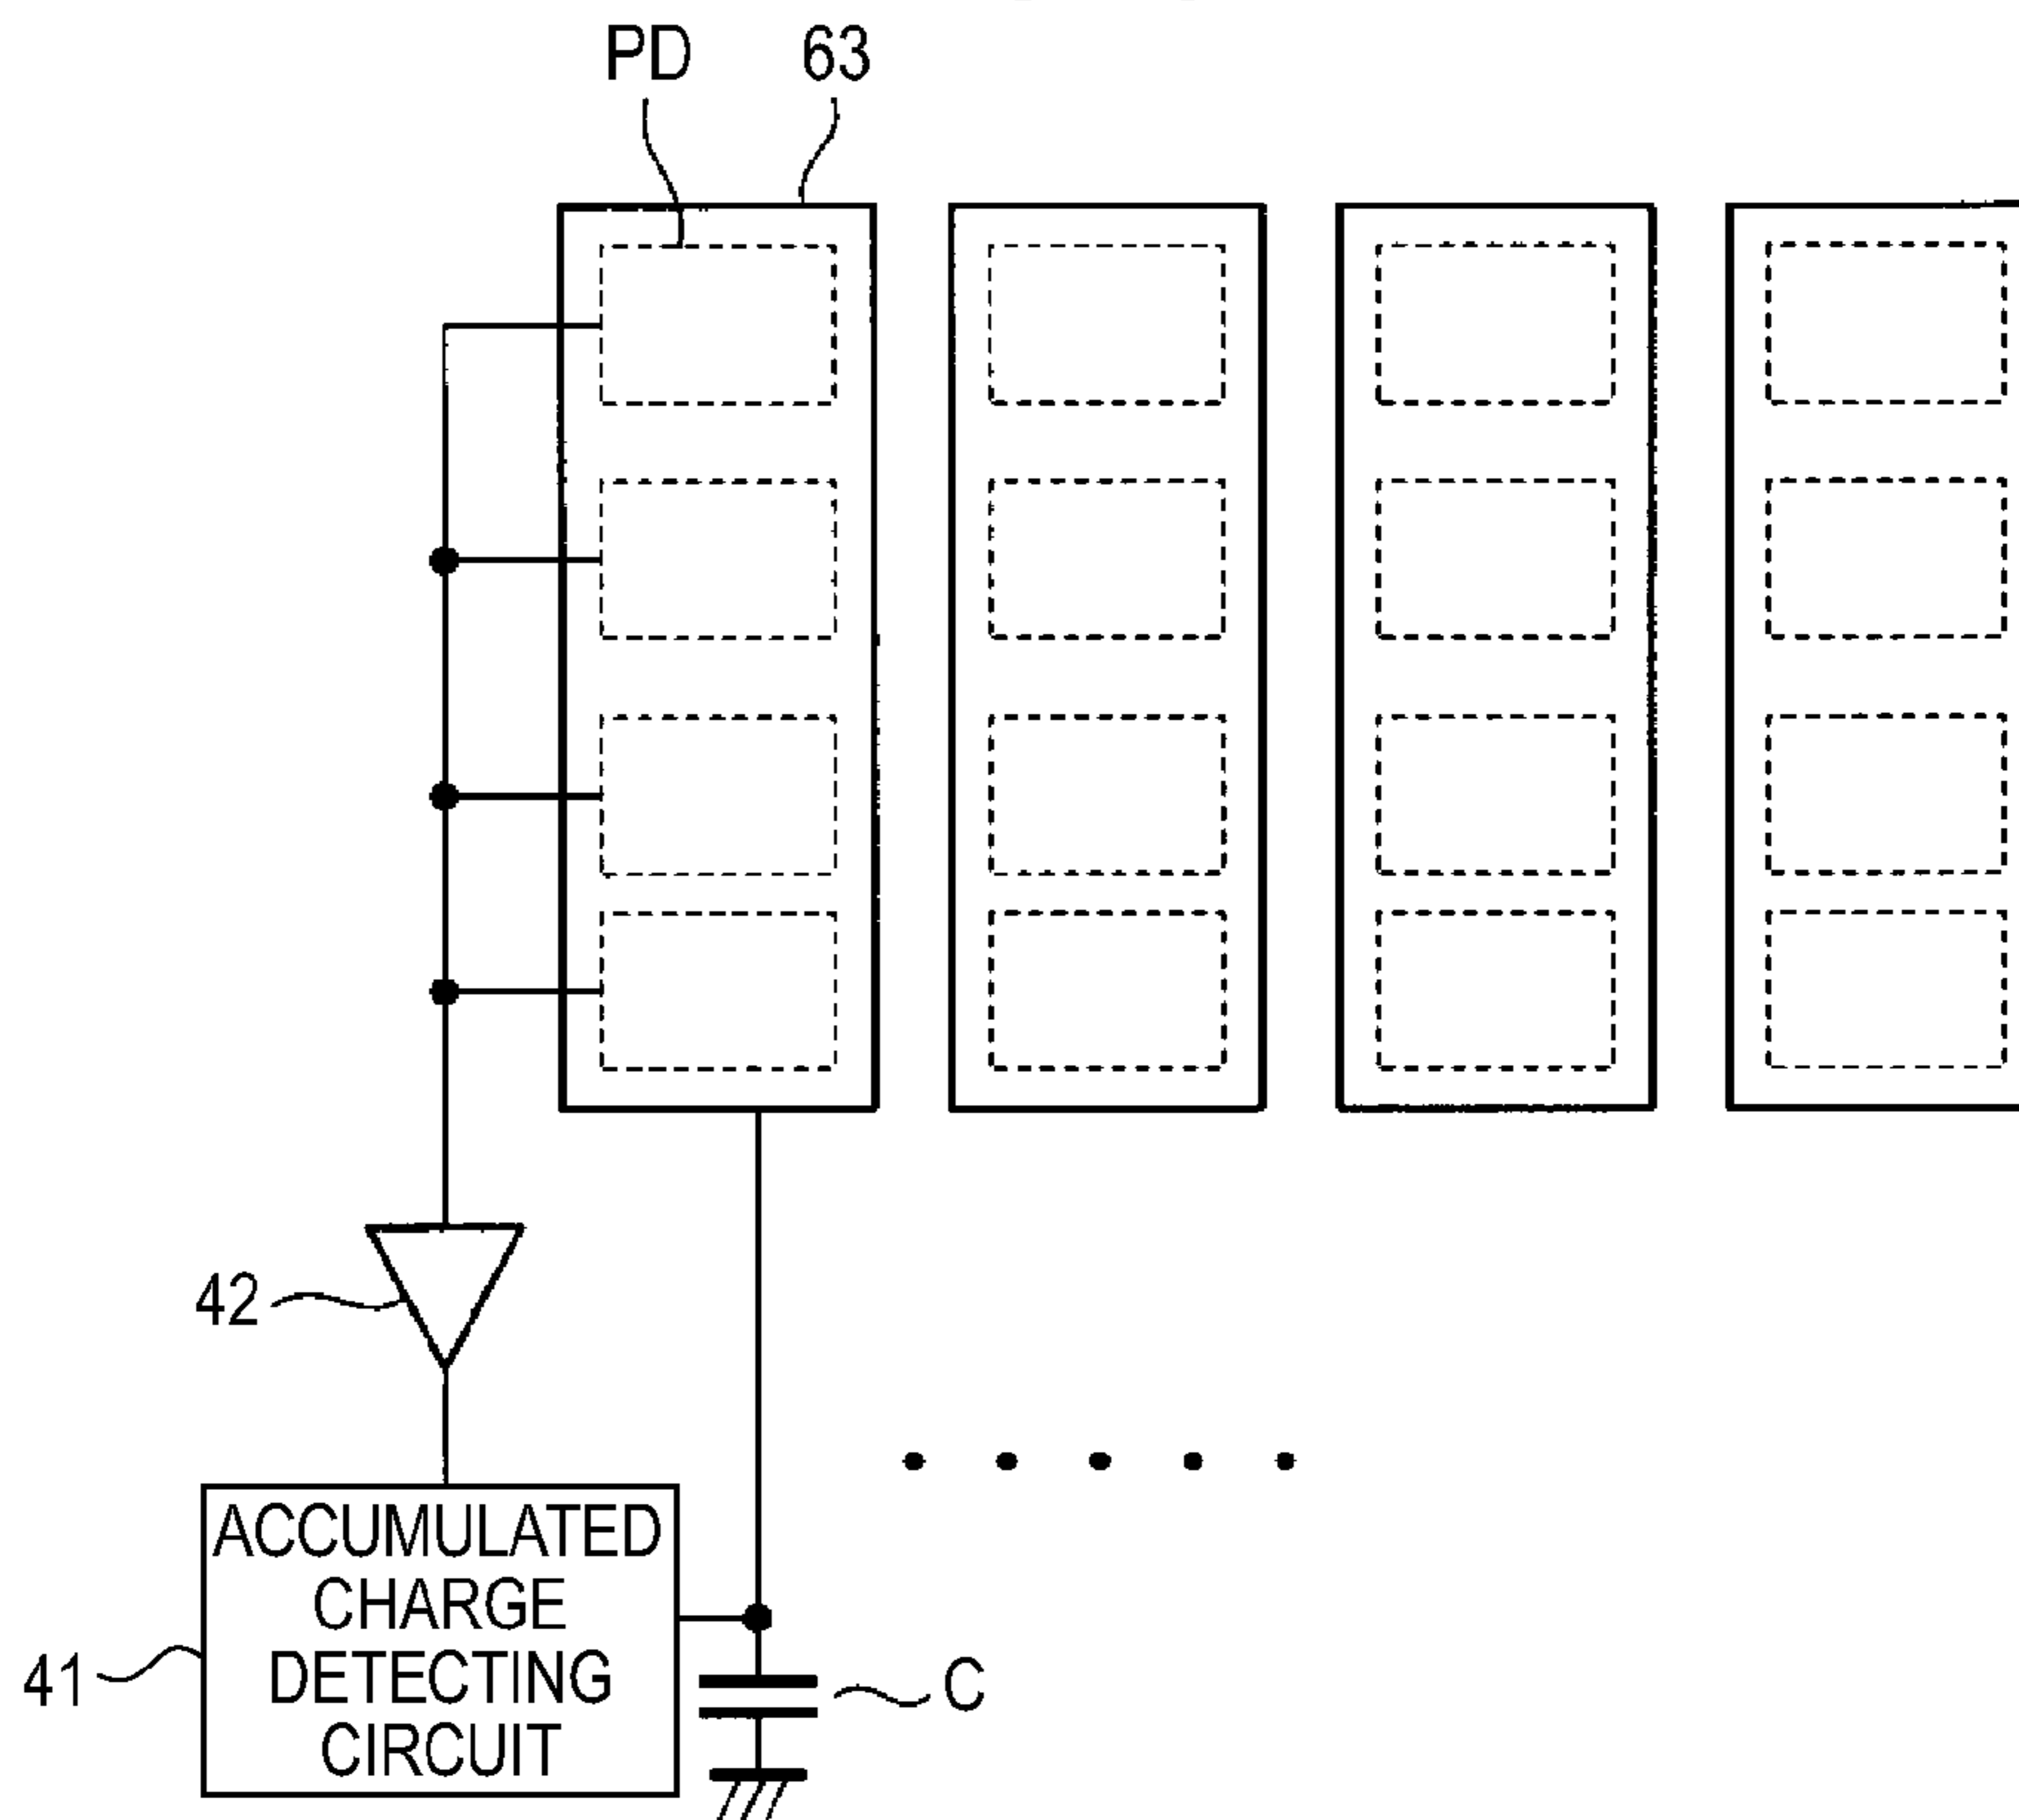 PD 63
42
ACCUMULATED
CHARGE
DETECTING
CIRCUIT
41
C